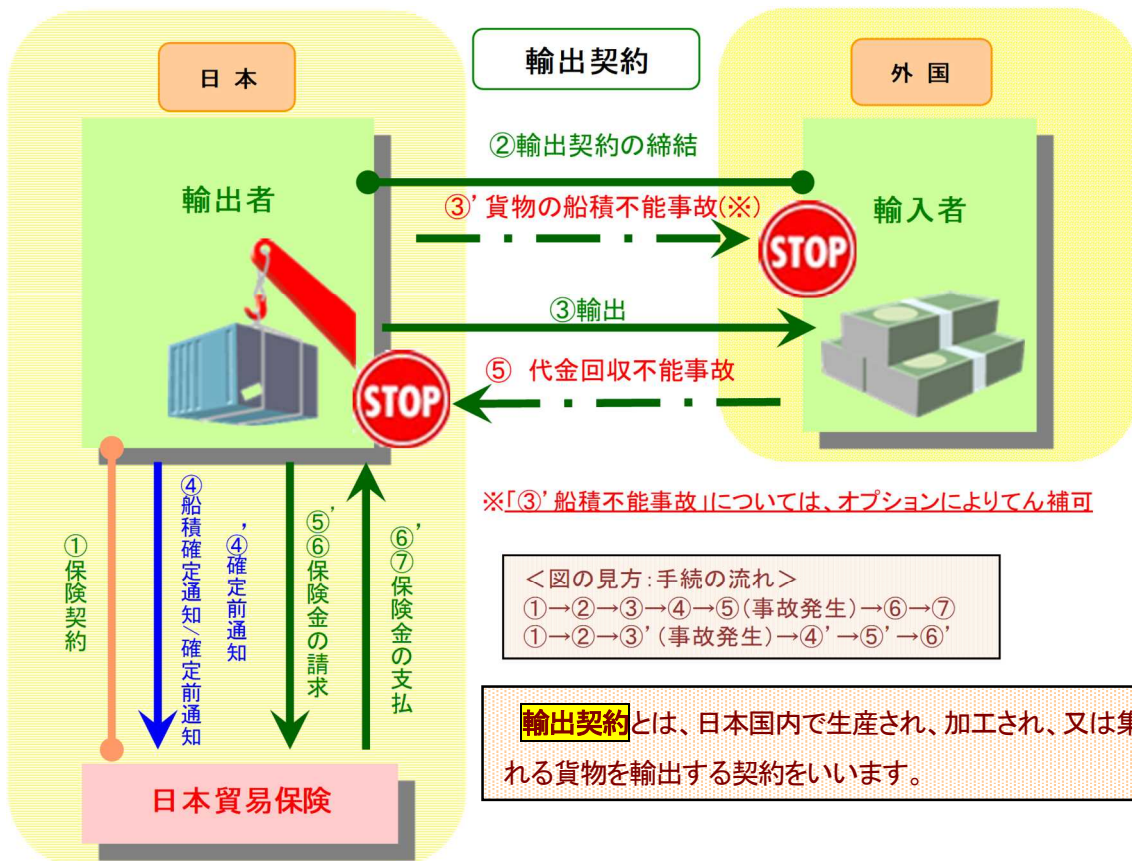 輸出契約
日本
外国
輸出者
輸入者
②輸出契約の締結
③’貨物の船積不能事故(※)
STOP
③輸出
⑤ 代金回収不能事故
STOP
①保険契約
④船積確定通知/確定前通知
④’確定前通知
⑤’⑥保険金の請求
⑥’⑦保険金の支払
日本貿易保険
※「③’船積不能事故」については、オプションによりてん補可
<図の見方:手続の流れ>
①→②→③→④→⑤(事故発生)→⑥→⑦
①→②→③’(事故発生)→④’→⑤’→⑥’
輸出契約とは、日本国内で生産され、加工され、又は集
れる貨物を輸出する契約をいいます。